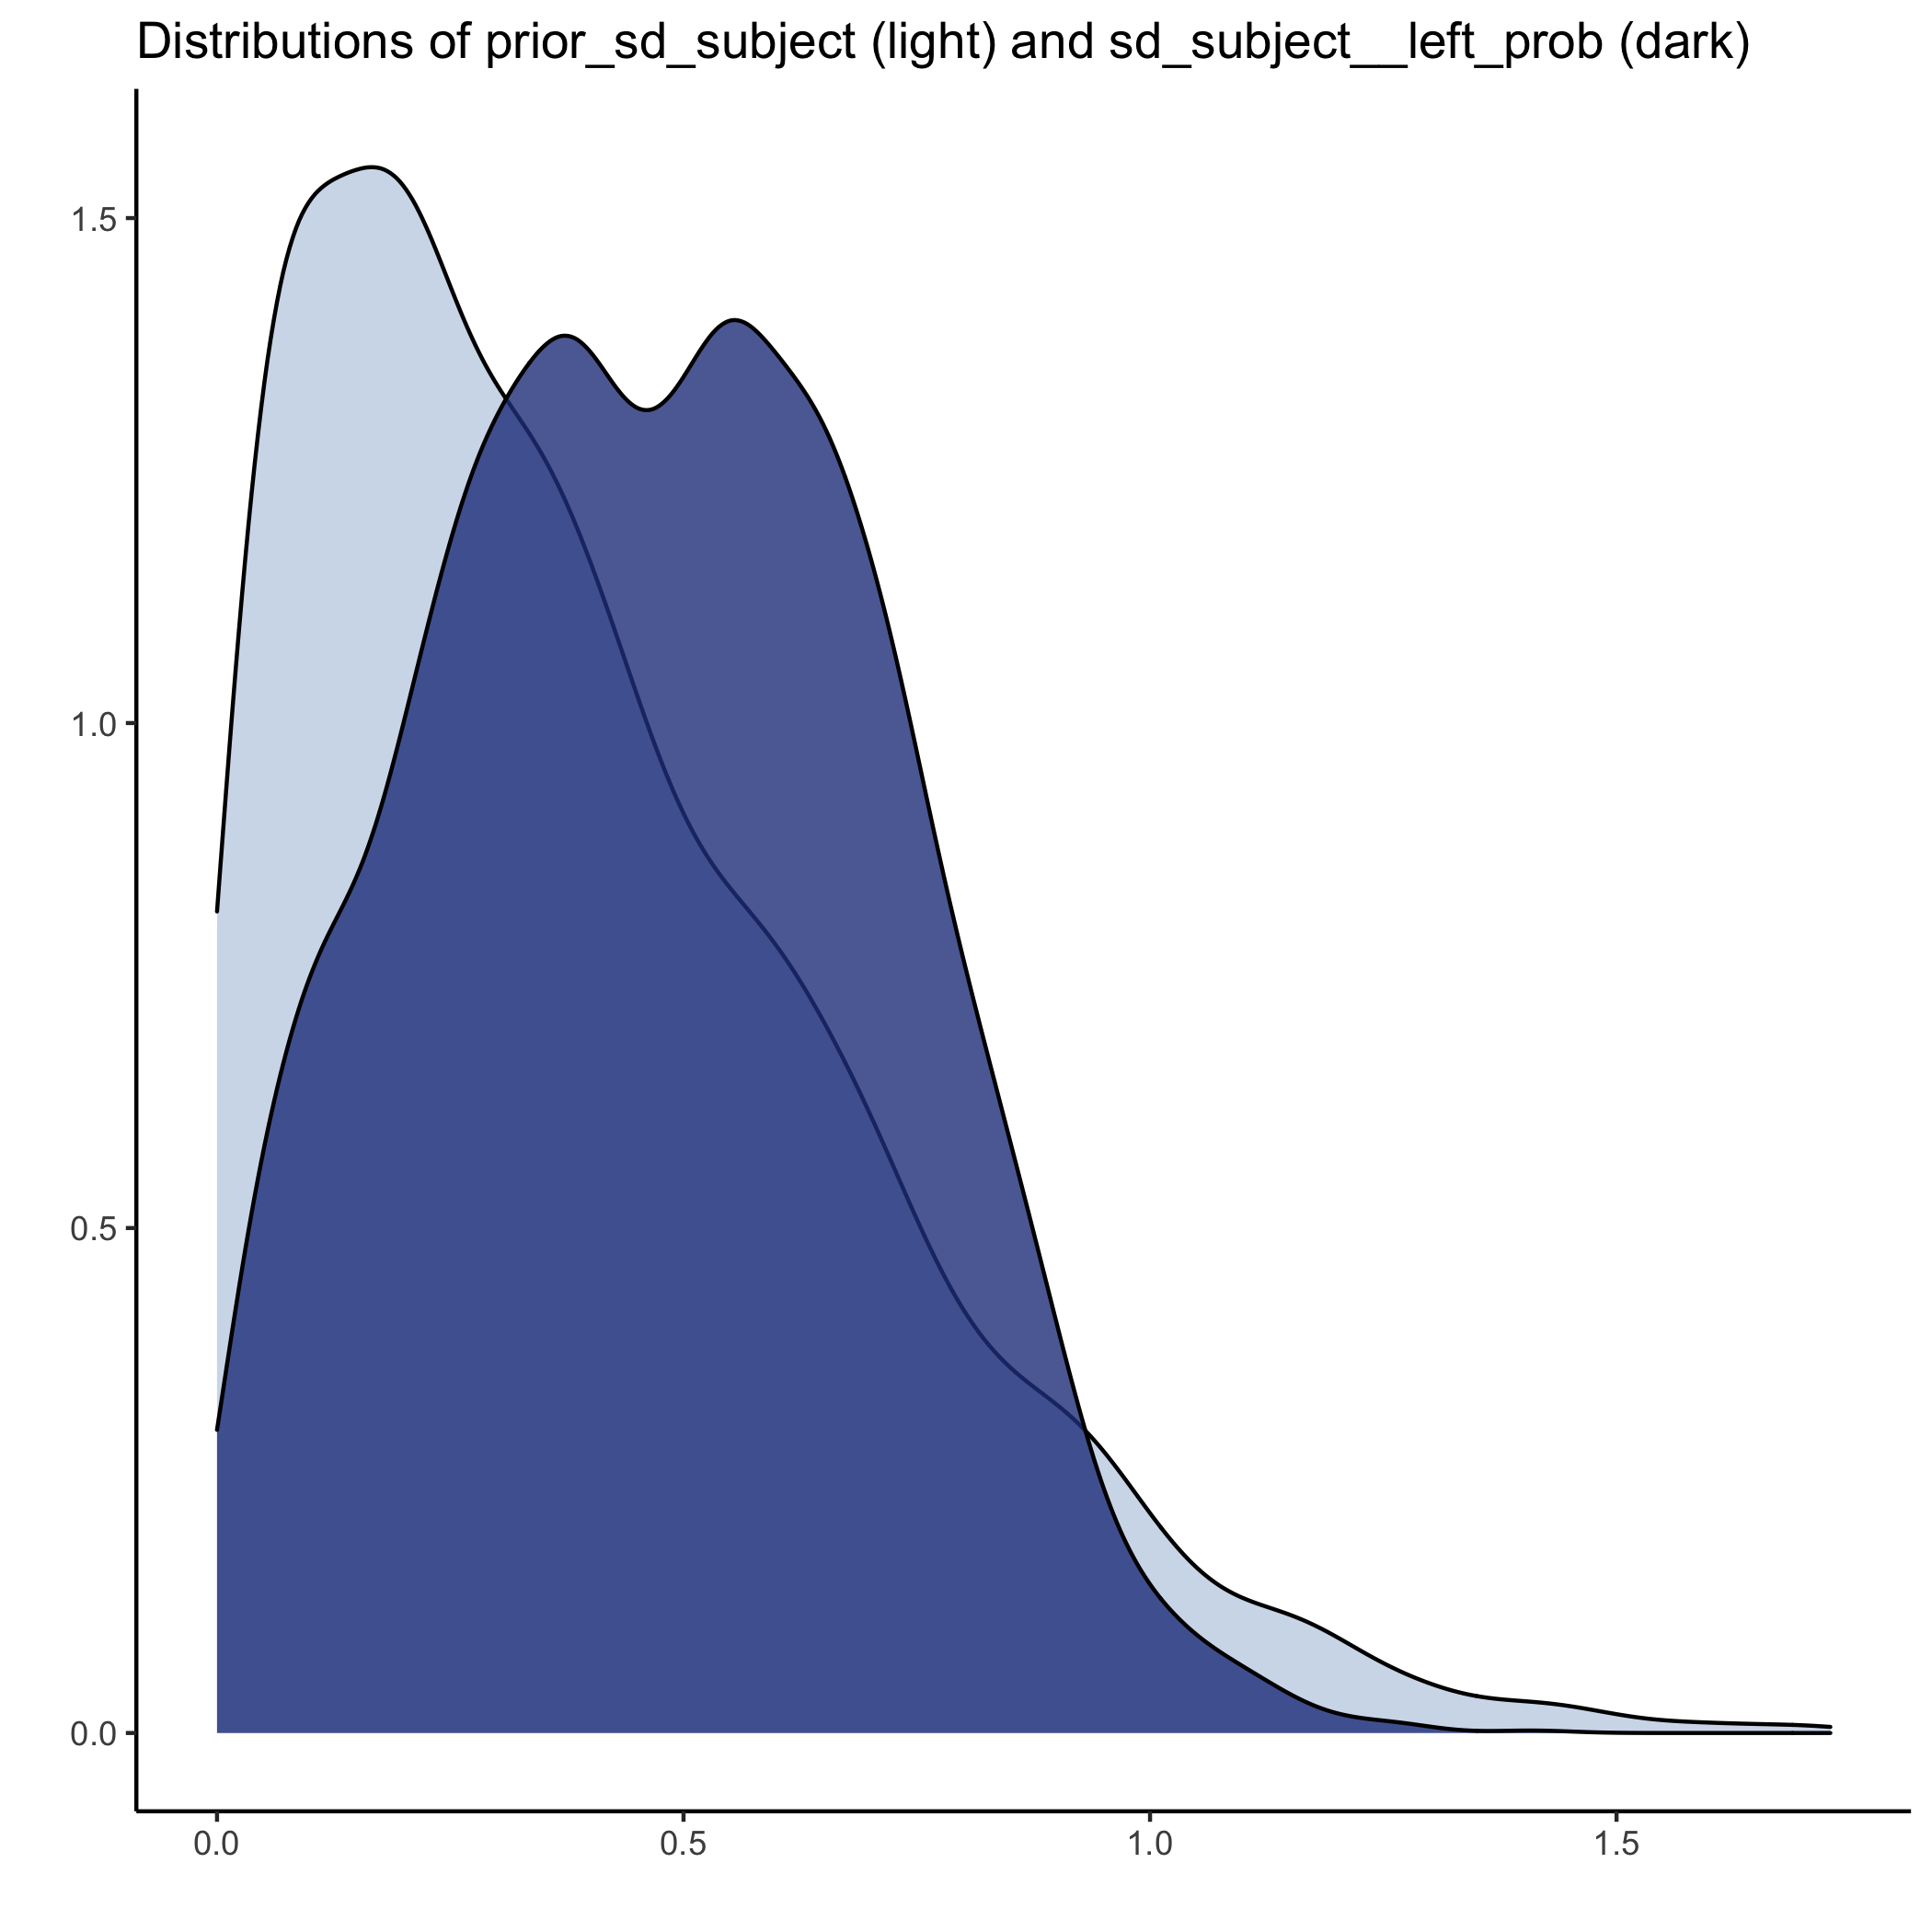 Distributions of prior_sd_subject (light) and sd_subject__left_prob (dark)
1.5
1.0
0.5
0.0
0.0 0.5 1.0 1.5